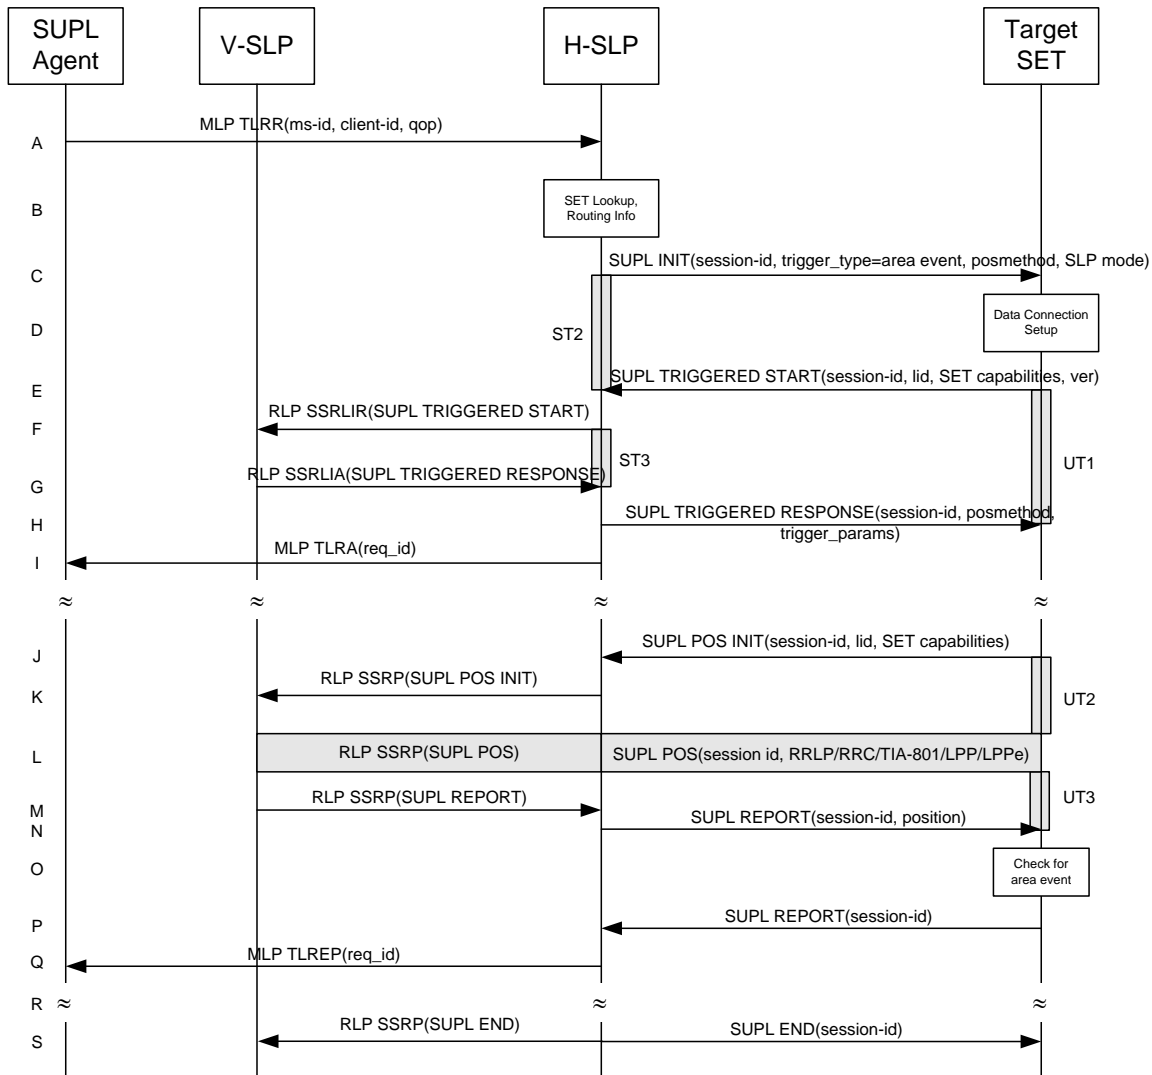 SUPL
Agent
V-SLP
H-SLP
Target
SET
MLP TLRR(ms-id, client-id, qop)
A
SET Lookup,
Routing Info
B
SUPL INIT(session-id, trigger_type=area event, posmethod, SLP mode)
C
Data Connection
Setup
D
ST2
SUPL TRIGGERED START(session-id, lid, SET capabilities, ver)
E
RLP SSRLIR(SUPL TRIGGERED START)
F
ST3
UT1
RLP SSRLIA(SUPL TRIGGERED RESPONSE)
G
SUPL TRIGGERED RESPONSE(session-id, posmethod,
trigger_params)
H
MLP TLRA(req_id)
I
≈ ≈ ≈ ≈
SUPL POS INIT(session-id, lid, SET capabilities)
J
RLP SSRP(SUPL POS INIT)
K
UT2
L
RLP SSRP(SUPL POS)
SUPL POS(session id, RRLP/RRC/TIA-801/LPP/LPPe)
RLP SSRP(SUPL REPORT)
UT3
M
SUPL REPORT(session-id, position)
N
Check for
area event
O
SUPL REPORT(session-id)
P
MLP TLREP(req_id)
Q
R ≈ ≈ ≈
RLP SSRP(SUPL END)
SUPL END(session-id)
S